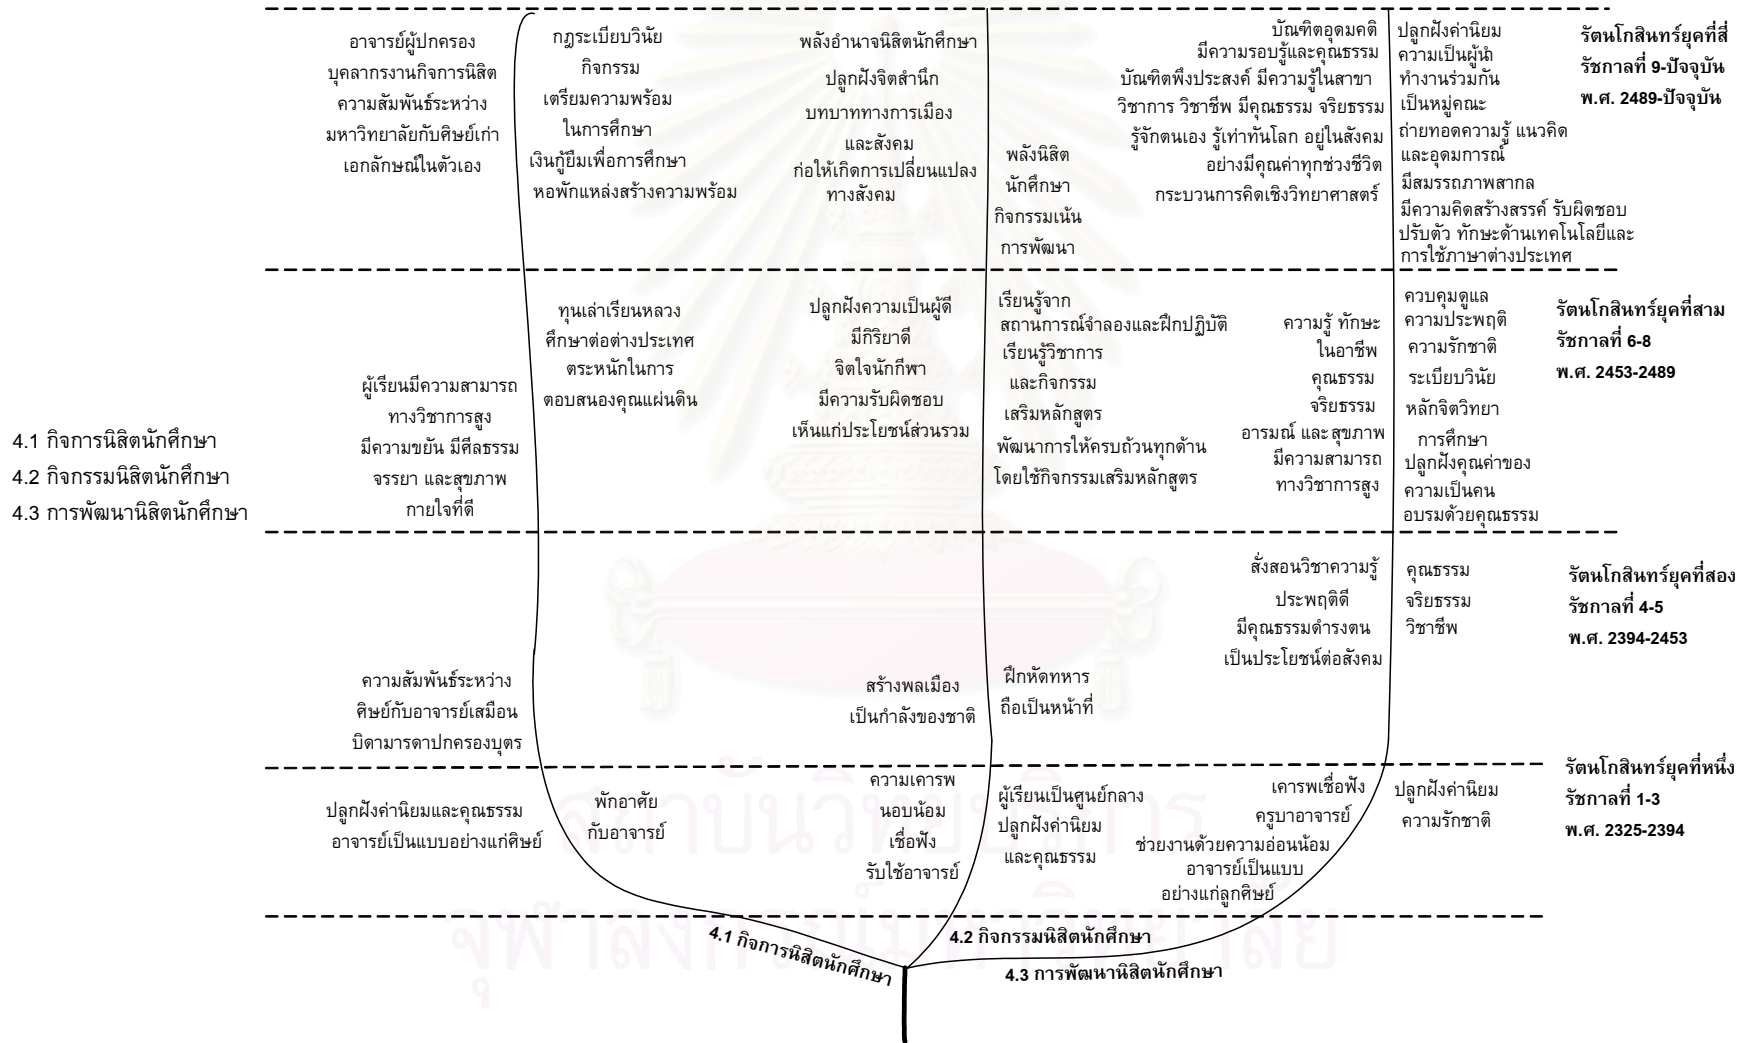 อาจารย์ผู้ปกครอง
บุคลากรงานกิจการนิสิต
ความสัมพันธ์ระหว่าง
มหาวิทยาลัยกับศิษย์เก่า
เอกลักษณ์ในตัวเอง
กฎระเบียบวินัย
กิจกรรม
เตรียมความพร้อม
ในการศึกษา
เงินกู้ยืมเพื่อการศึกษา
หอพักแหล่งสร้างความพร้อม
พลังอำนาจนิสิตนักศึกษา
ปลูกฝังจิตสำนึก
บทบาททางการเมือง
และสังคม
ก่อให้เกิดการเปลี่ยนแปลง
ทางสังคม
พลังนิสิต
นักศึกษา
กิจกรรมเน้น
การพัฒนา
บัณฑิตอุดมคติ
มีความรอบรู้และคุณธรรม
บัณฑิตพึงประสงค์ มีความรู้ในสาขา
วิชาการ วิชาชีพ มีคุณธรรม จริยธรรม
รู้จักตนเอง รู้เท่าทันโลก อยู่ในสังคม
อย่างมีคุณค่าทุกช่วงชีวิต
กระบวนการคิดเชิงวิทยาศาสตร์
ปลูกฝังค่านิยม
ความเป็นผู้นำ
ทำงานร่วมกัน
เป็นหมู่คณะ
ถ่ายทอดความรู้ แนวคิด
และอุดมการณ์
มีสมรรถภาพสากล
มีความคิดสร้างสรรค์ รับผิดชอบ
ปรับตัว ทักษะด้านเทคโนโลยีและ
การใช้ภาษาต่างประเทศ
รัตนโกสินทร์ยุคที่สี่
รัชกาลที่ 9-ปัจจุบัน
พ.ศ. 2489-ปัจจุบัน
4.1 กิจการนิสิตนักศึกษา
4.2 กิจกรรมนิสิตนักศึกษา
4.3 การพัฒนานิสิตนักศึกษา
ผู้เรียนมีความสามารถ
ทางวิชาการสูง
มีความขยัน มีศีลธรรม
จรรยา และสุขภาพ
กายใจที่ดี
ทุนเล่าเรียนหลวง
ศึกษาต่อต่างประเทศ
ตระหนักในการ
ตอบสนองคุณแผ่นดิน
ปลูกฝังความเป็นผู้ดี
มีกิริยาดี
จิตใจนักกีฬา
มีความรับผิดชอบ
เห็นแก่ประโยชน์ส่วนรวม
เรียนรู้จาก
สถานการณ์จำลองและฝึกปฏิบัติ
เรียนรู้วิชาการ
และกิจกรรม
เสริมหลักสูตร
พัฒนาการให้ครบถ้วนทุกด้าน
โดยใช้กิจกรรมเสริมหลักสูตร
ความรู้ ทักษะ
ในอาชีพ
คุณธรรม
จริยธรรม
อารมณ์ และสุขภาพ
มีความสามารถ
ทางวิชาการสูง
ควบคุมดูแล
ความประพฤติ
ความรักชาติ
ระเบียบวินัย
หลักจิตวิทยา
การศึกษา
ปลูกฝังคุณค่าของ
ความเป็นคน
อบรมด้วยคุณธรรม
รัตนโกสินทร์ยุคที่สาม
รัชกาลที่ 6-8
พ.ศ. 2453-2489
ความสัมพันธ์ระหว่าง
ศิษย์กับอาจารย์เสมือน
บิดามารดาปกครองบุตร
สร้างพลเมือง
เป็นกำลังของชาติ
ฝึกหัดทหาร
ถือเป็นหน้าที่
สั่งสอนวิชาความรู้
ประพฤติดี
มีคุณธรรมดำรงตน
เป็นประโยชน์ต่อสังคม
คุณธรรม
จริยธรรม
วิชาชีพ
รัตนโกสินทร์ยุคที่สอง
รัชกาลที่ 4-5
พ.ศ. 2394-2453
ปลูกฝังค่านิยมและคุณธรรม
อาจารย์เป็นแบบอย่างแก่ศิษย์
พักอาศัย
กับอาจารย์
ความเคารพ
นอบน้อม
เชื่อฟัง
รับใช้อาจารย์
ผู้เรียนเป็นศูนย์กลาง
ปลูกฝังค่านิยม
และคุณธรรม
เคารพเชื่อฟัง
ครูบาอาจารย์
ช่วยงานด้วยความอ่อนน้อม
อาจารย์เป็นแบบ
อย่างแก่ลูกศิษย์
ปลูกฝังค่านิยม
ความรักชาติ
รัตนโกสินทร์ยุคที่หนึ่ง
รัชกาลที่ 1-3
พ.ศ. 2325-2394
4.1 กิจการนิสิตนักศึกษา
4.2 กิจกรรมนิสิตนักศึกษา
4.3 การพัฒนานิสิตนักศึกษา
สถาบันวิทยบริการ
จุฬาลงกรณ์มหาวิทยาลัย